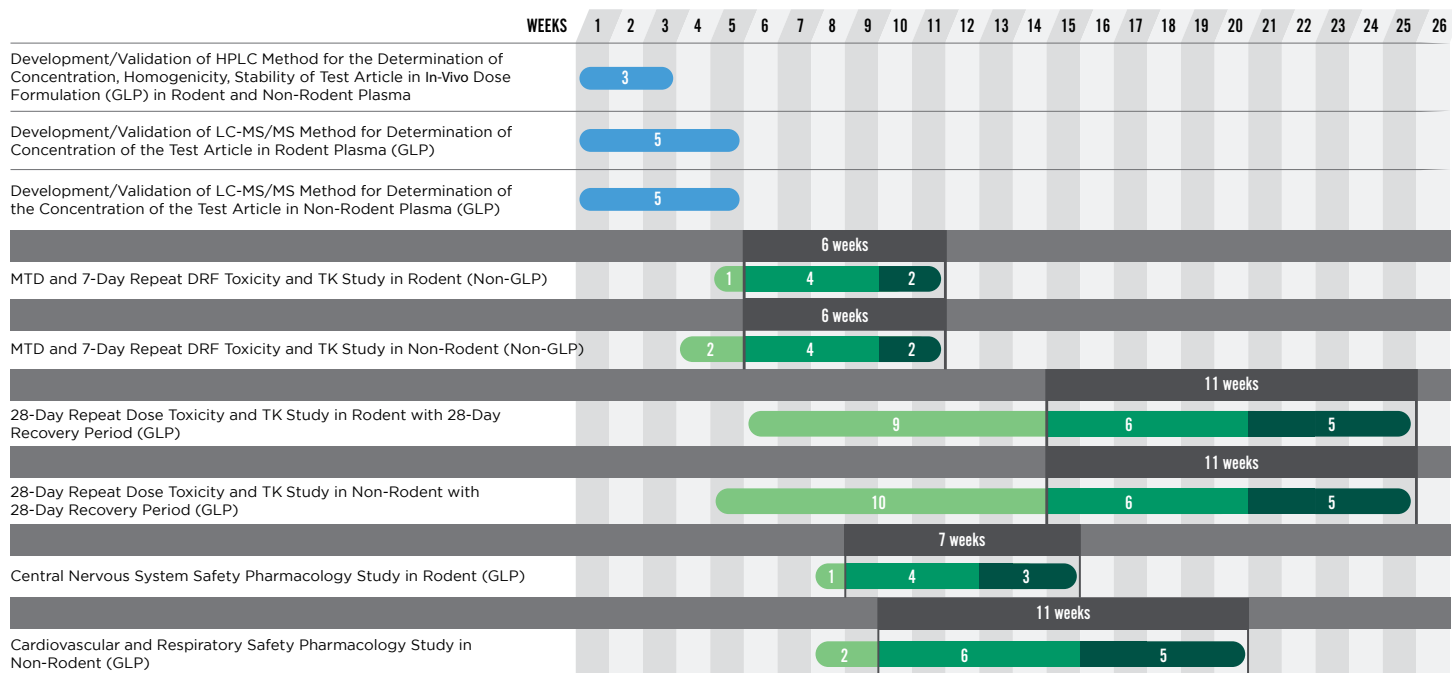 WEEKS 1 2 3 4 5 6 7 8 9 10 11 12 13 14 15 16 17 18 19 20 21 22 23 24 25 26
Development/Validation of HPLC Method for the Determination of
Concentration, Homogenicity, Stability of Test Article in In-Vivo Dose
Formulation (GLP) in Rodent and Non-Rodent Plasma
3
Development/Validation of LC-MS/MS Method for Determination of
Concentration of the Test Article in Rodent Plasma (GLP)
5
Development/Validation of LC-MS/MS Method for Determination of
the Concentration of the Test Article in Non-Rodent Plasma (GLP)
5
6 weeks
MTD and 7-Day Repeat DRF Toxicity and TK Study in Rodent (Non-GLP)
1 4 2
6 weeks
MTD and 7-Day Repeat DRF Toxicity and TK Study in Non-Rodent (Non-GLP)
2 4 2
11 weeks
28-Day Repeat Dose Toxicity and TK Study in Rodent with 28-Day
Recovery Period (GLP)
9 6 5
11 weeks
28-Day Repeat Dose Toxicity and TK Study in Non-Rodent with
28-Day Recovery Period (GLP)
10 6 5
7 weeks
Central Nervous System Safety Pharmacology Study in Rodent (GLP)
1 4 3
11 weeks
Cardiovascular and Respiratory Safety Pharmacology Study in
Non-Rodent (GLP)
2 6 5